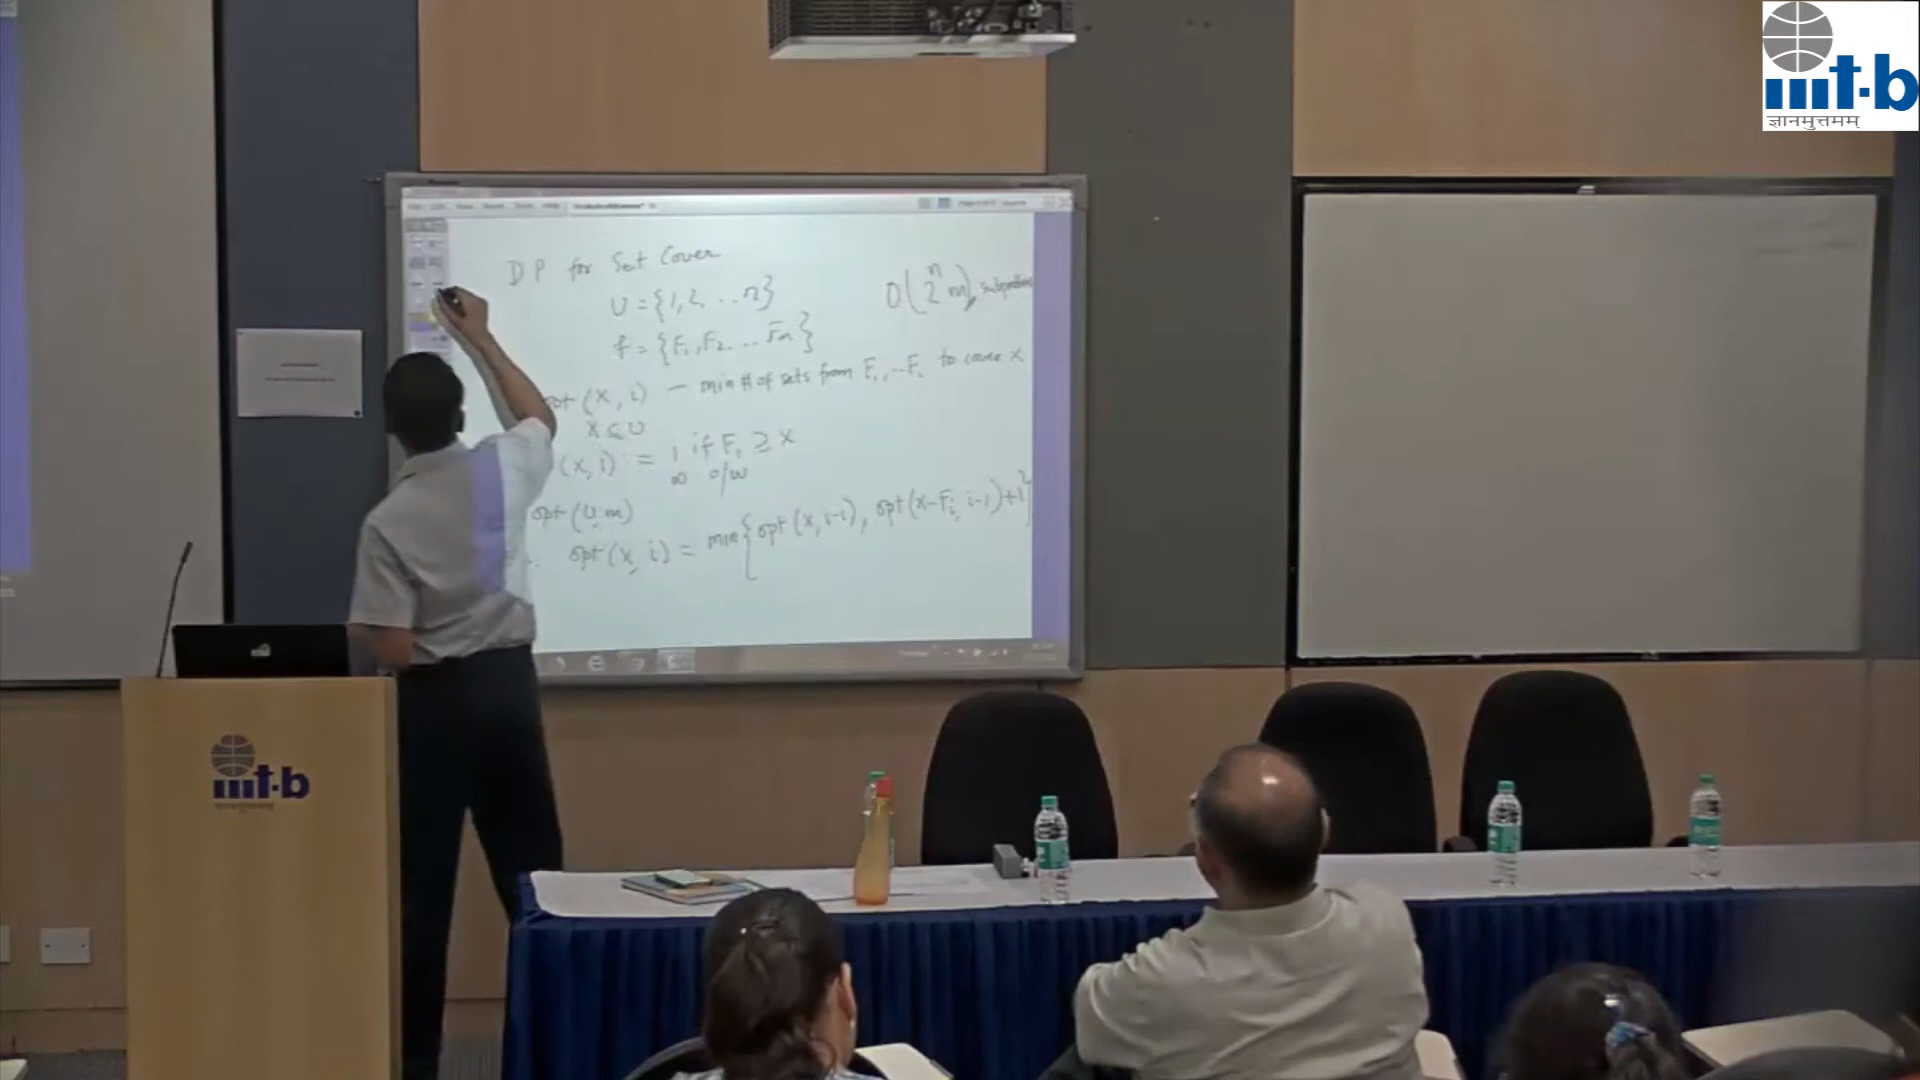 iiit-b
ज्ञानमुत्तमम्
DP for Set Cover
U = {1, 2, ... n}
O(2^n m) subproblems
f = {F₁, F₂, ... Fm}
opt (X, i) — min # of sets from F₁, ... Fᵢ to cover X
X ⊆ U
(X, 1) = 1 if F₁ ⊇ X
∞ o/w
opt (U, m)
opt (X, i) = min { opt (X, i-1), opt (X-Fᵢ, i-1)+1 }
iiit-b